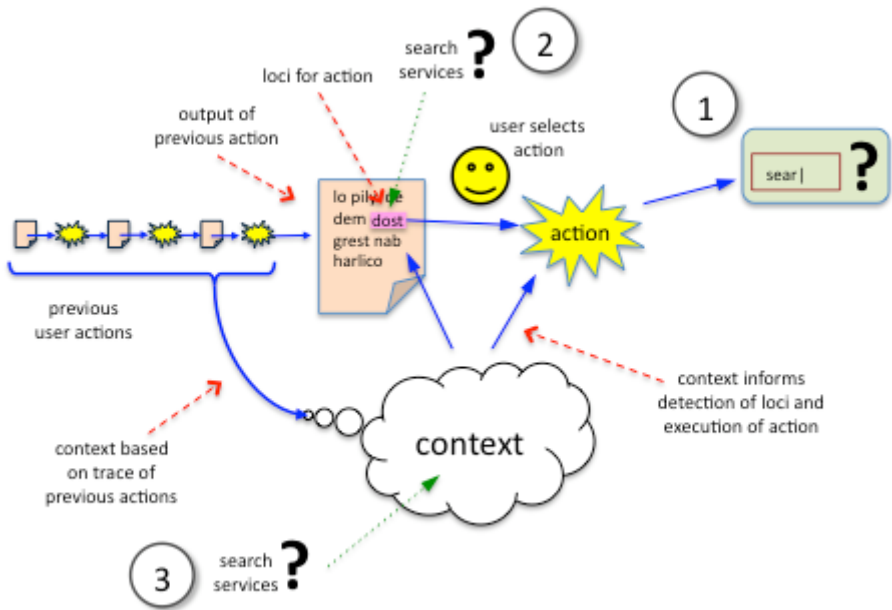 search
services ?
2
loci for action
1
output of
previous action
user selects
action
sear|
?
lo pilv de
dem dost
grest nab
harlico
action
previous
user actions
context informs
detection of loci and
execution of action
context
context based
on trace of
previous actions
3
search
services ?